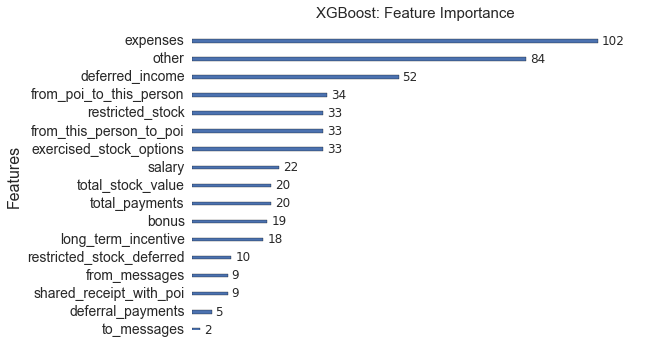 XGBoost: Feature Importance
Features
expenses 102
other 84
deferred_income 52
from_poi_to_this_person 34
restricted_stock 33
from_this_person_to_poi 33
exercised_stock_options 33
salary 22
total_stock_value 20
total_payments 20
bonus 19
long_term_incentive 18
restricted_stock_deferred 10
from_messages 9
shared_receipt_with_poi 9
deferral_payments 5
to_messages 2